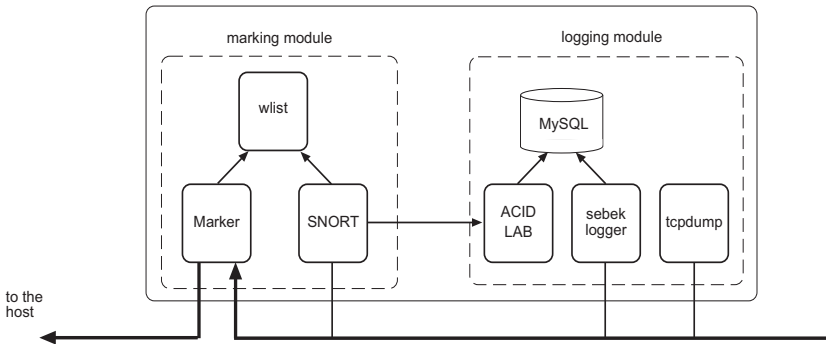 marking module
logging module
wlist
MySQL
Marker
SNORT
ACID
LAB
sebek
logger
tcpdump
to the
host